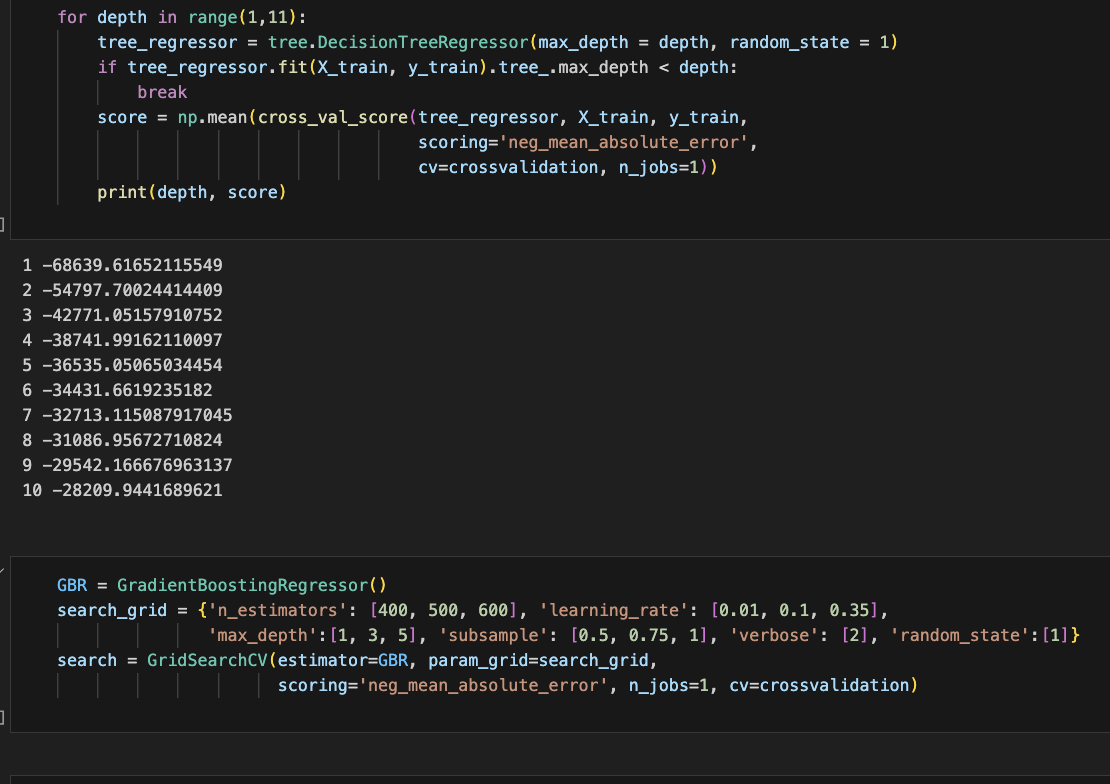 for depth in range(1,11):
tree_regressor = tree.DecisionTreeRegressor(max_depth = depth, random_state = 1)
if tree_regressor.fit(X_train, y_train).tree_.max_depth < depth:
break
score = np.mean(cross_val_score(tree_regressor, X_train, y_train,
scoring='neg_mean_absolute_error',
cv=crossvalidation, n_jobs=1))
print(depth, score)
1 -68639.61652115549
2 -54797.70024414409
3 -42771.05157910752
4 -38741.99162110097
5 -36535.05065034454
6 -34431.6619235182
7 -32713.115087917045
8 -31086.95672710824
9 -29542.166676963137
10 -28209.9441689621
GBR = GradientBoostingRegressor()
search_grid = {'n_estimators': [400, 500, 600], 'learning_rate': [0.01, 0.1, 0.35],
'max_depth':[1, 3, 5], 'subsample': [0.5, 0.75, 1], 'verbose': [2], 'random_state':[1]}
search = GridSearchCV(estimator=GBR, param_grid=search_grid,
scoring='neg_mean_absolute_error', n_jobs=1, cv=crossvalidation)